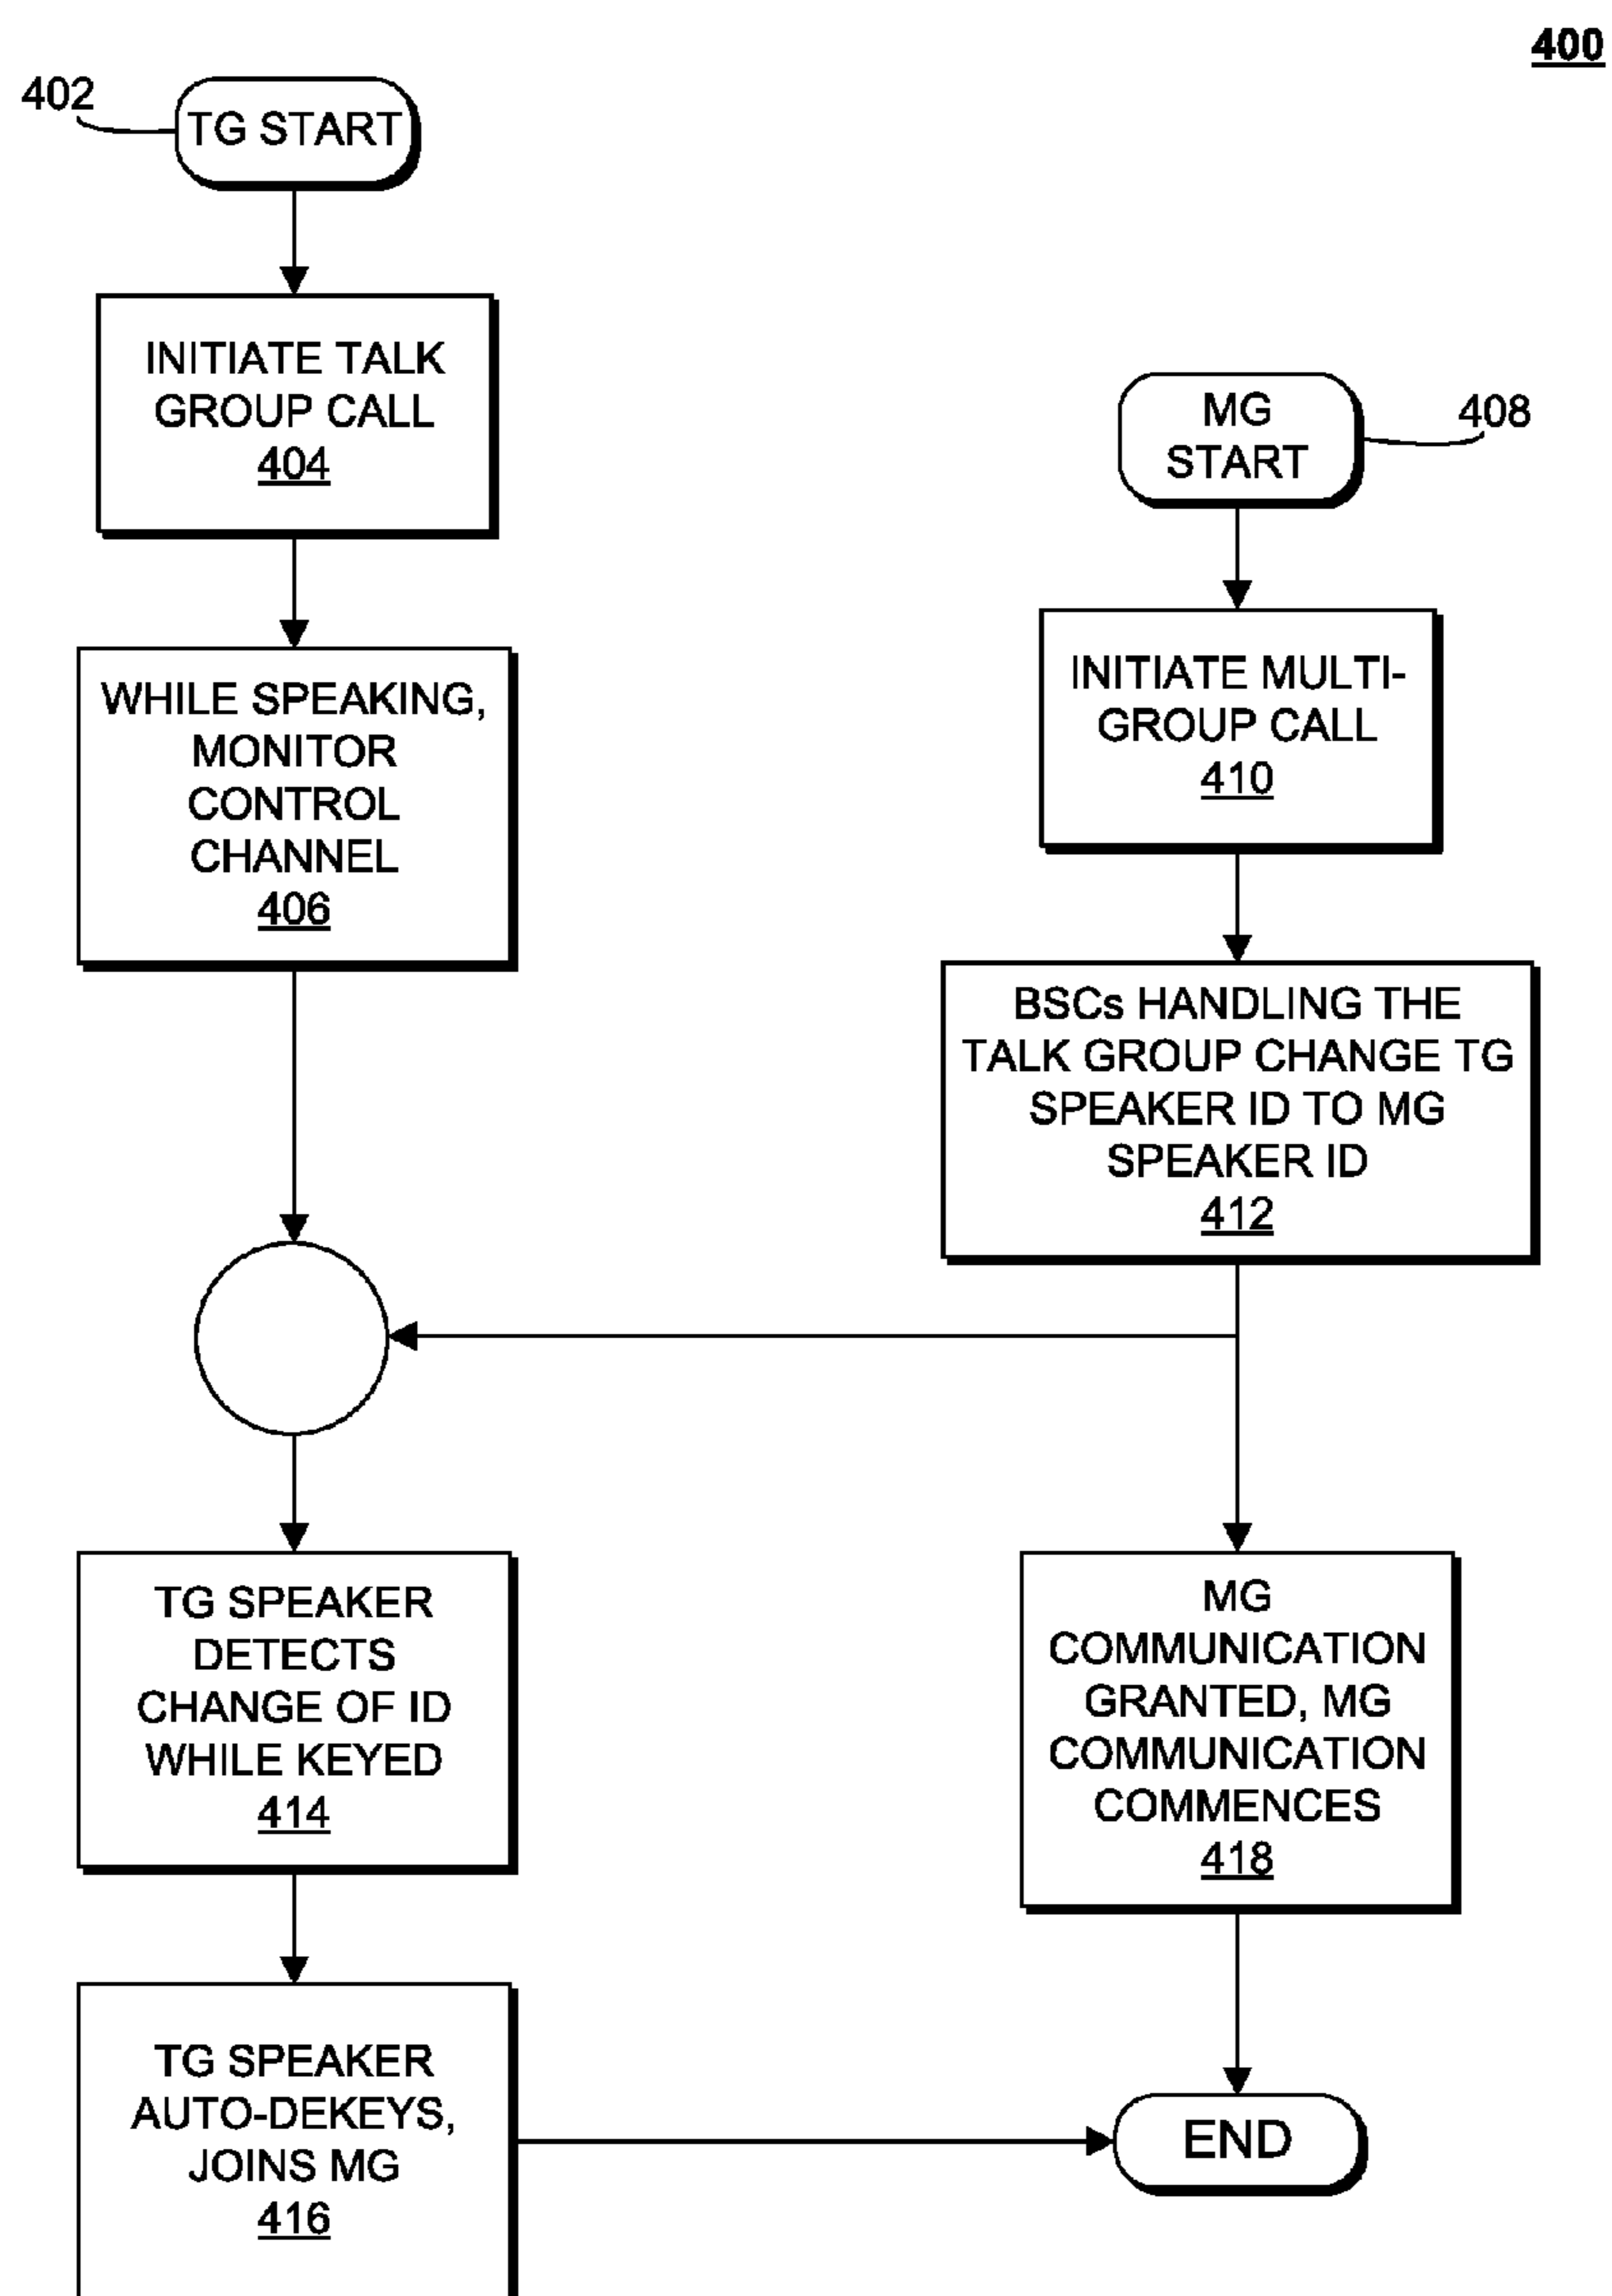 400
402
TG START
INITIATE TALK
GROUP CALL
404
WHILE SPEAKING,
MONITOR
CONTROL
CHANNEL
406
MG
START
408
INITIATE MULTI-
GROUP CALL
410
BSCs HANDLING THE
TALK GROUP CHANGE TG
SPEAKER ID TO MG
SPEAKER ID
412
TG SPEAKER
DETECTS
CHANGE OF ID
WHILE KEYED
414
TG SPEAKER
AUTO-DEKEYS,
JOINS MG
416
MG
COMMUNICATION
GRANTED, MG
COMMUNICATION
COMMENCES
418
END